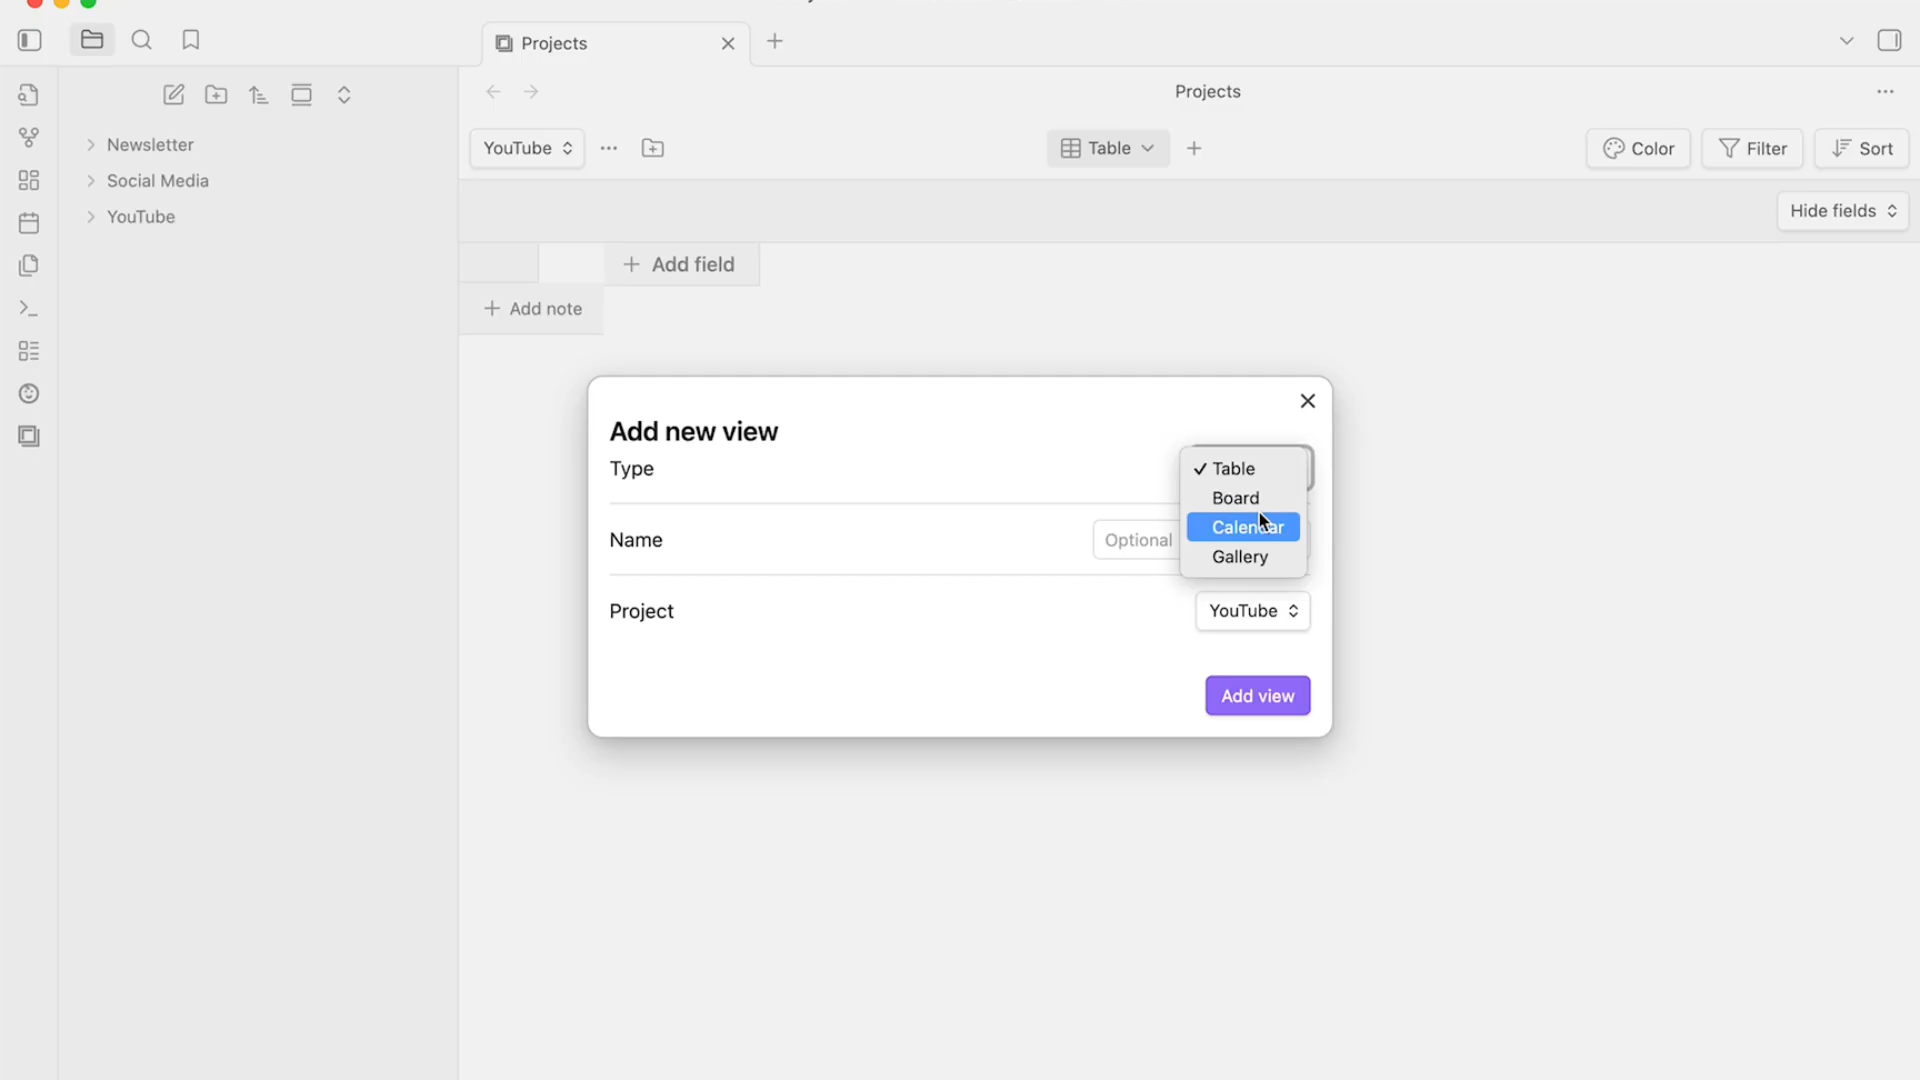 Projects
Projects
Newsletter
Social Media
YouTube
YouTube
Table
Color
Filter
Sort
Hide fields
Add field
Add note
Add new view
Type
Table
Board
Calendar
Gallery
Name
Optional
Project
YouTube
Add view